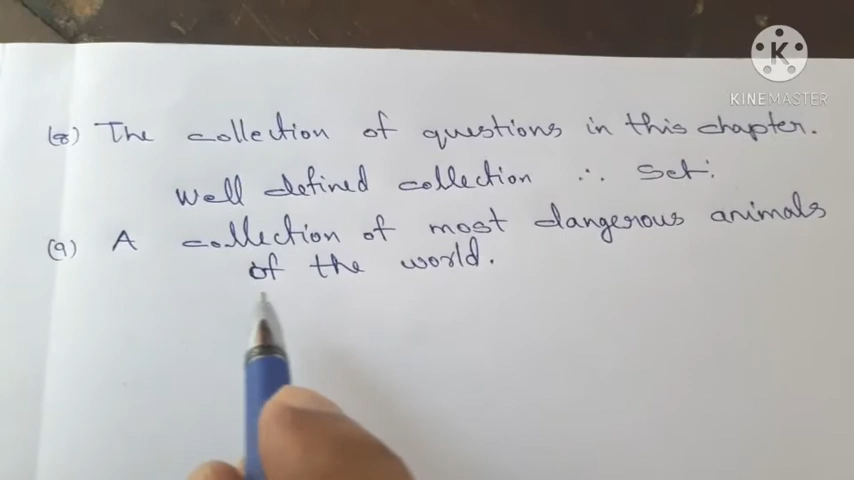 KINEMASTER
(8) The collection of questions in this chapter.
Well defined collection ∴ Set.
(9) A collection of most dangerous animals
of the world.